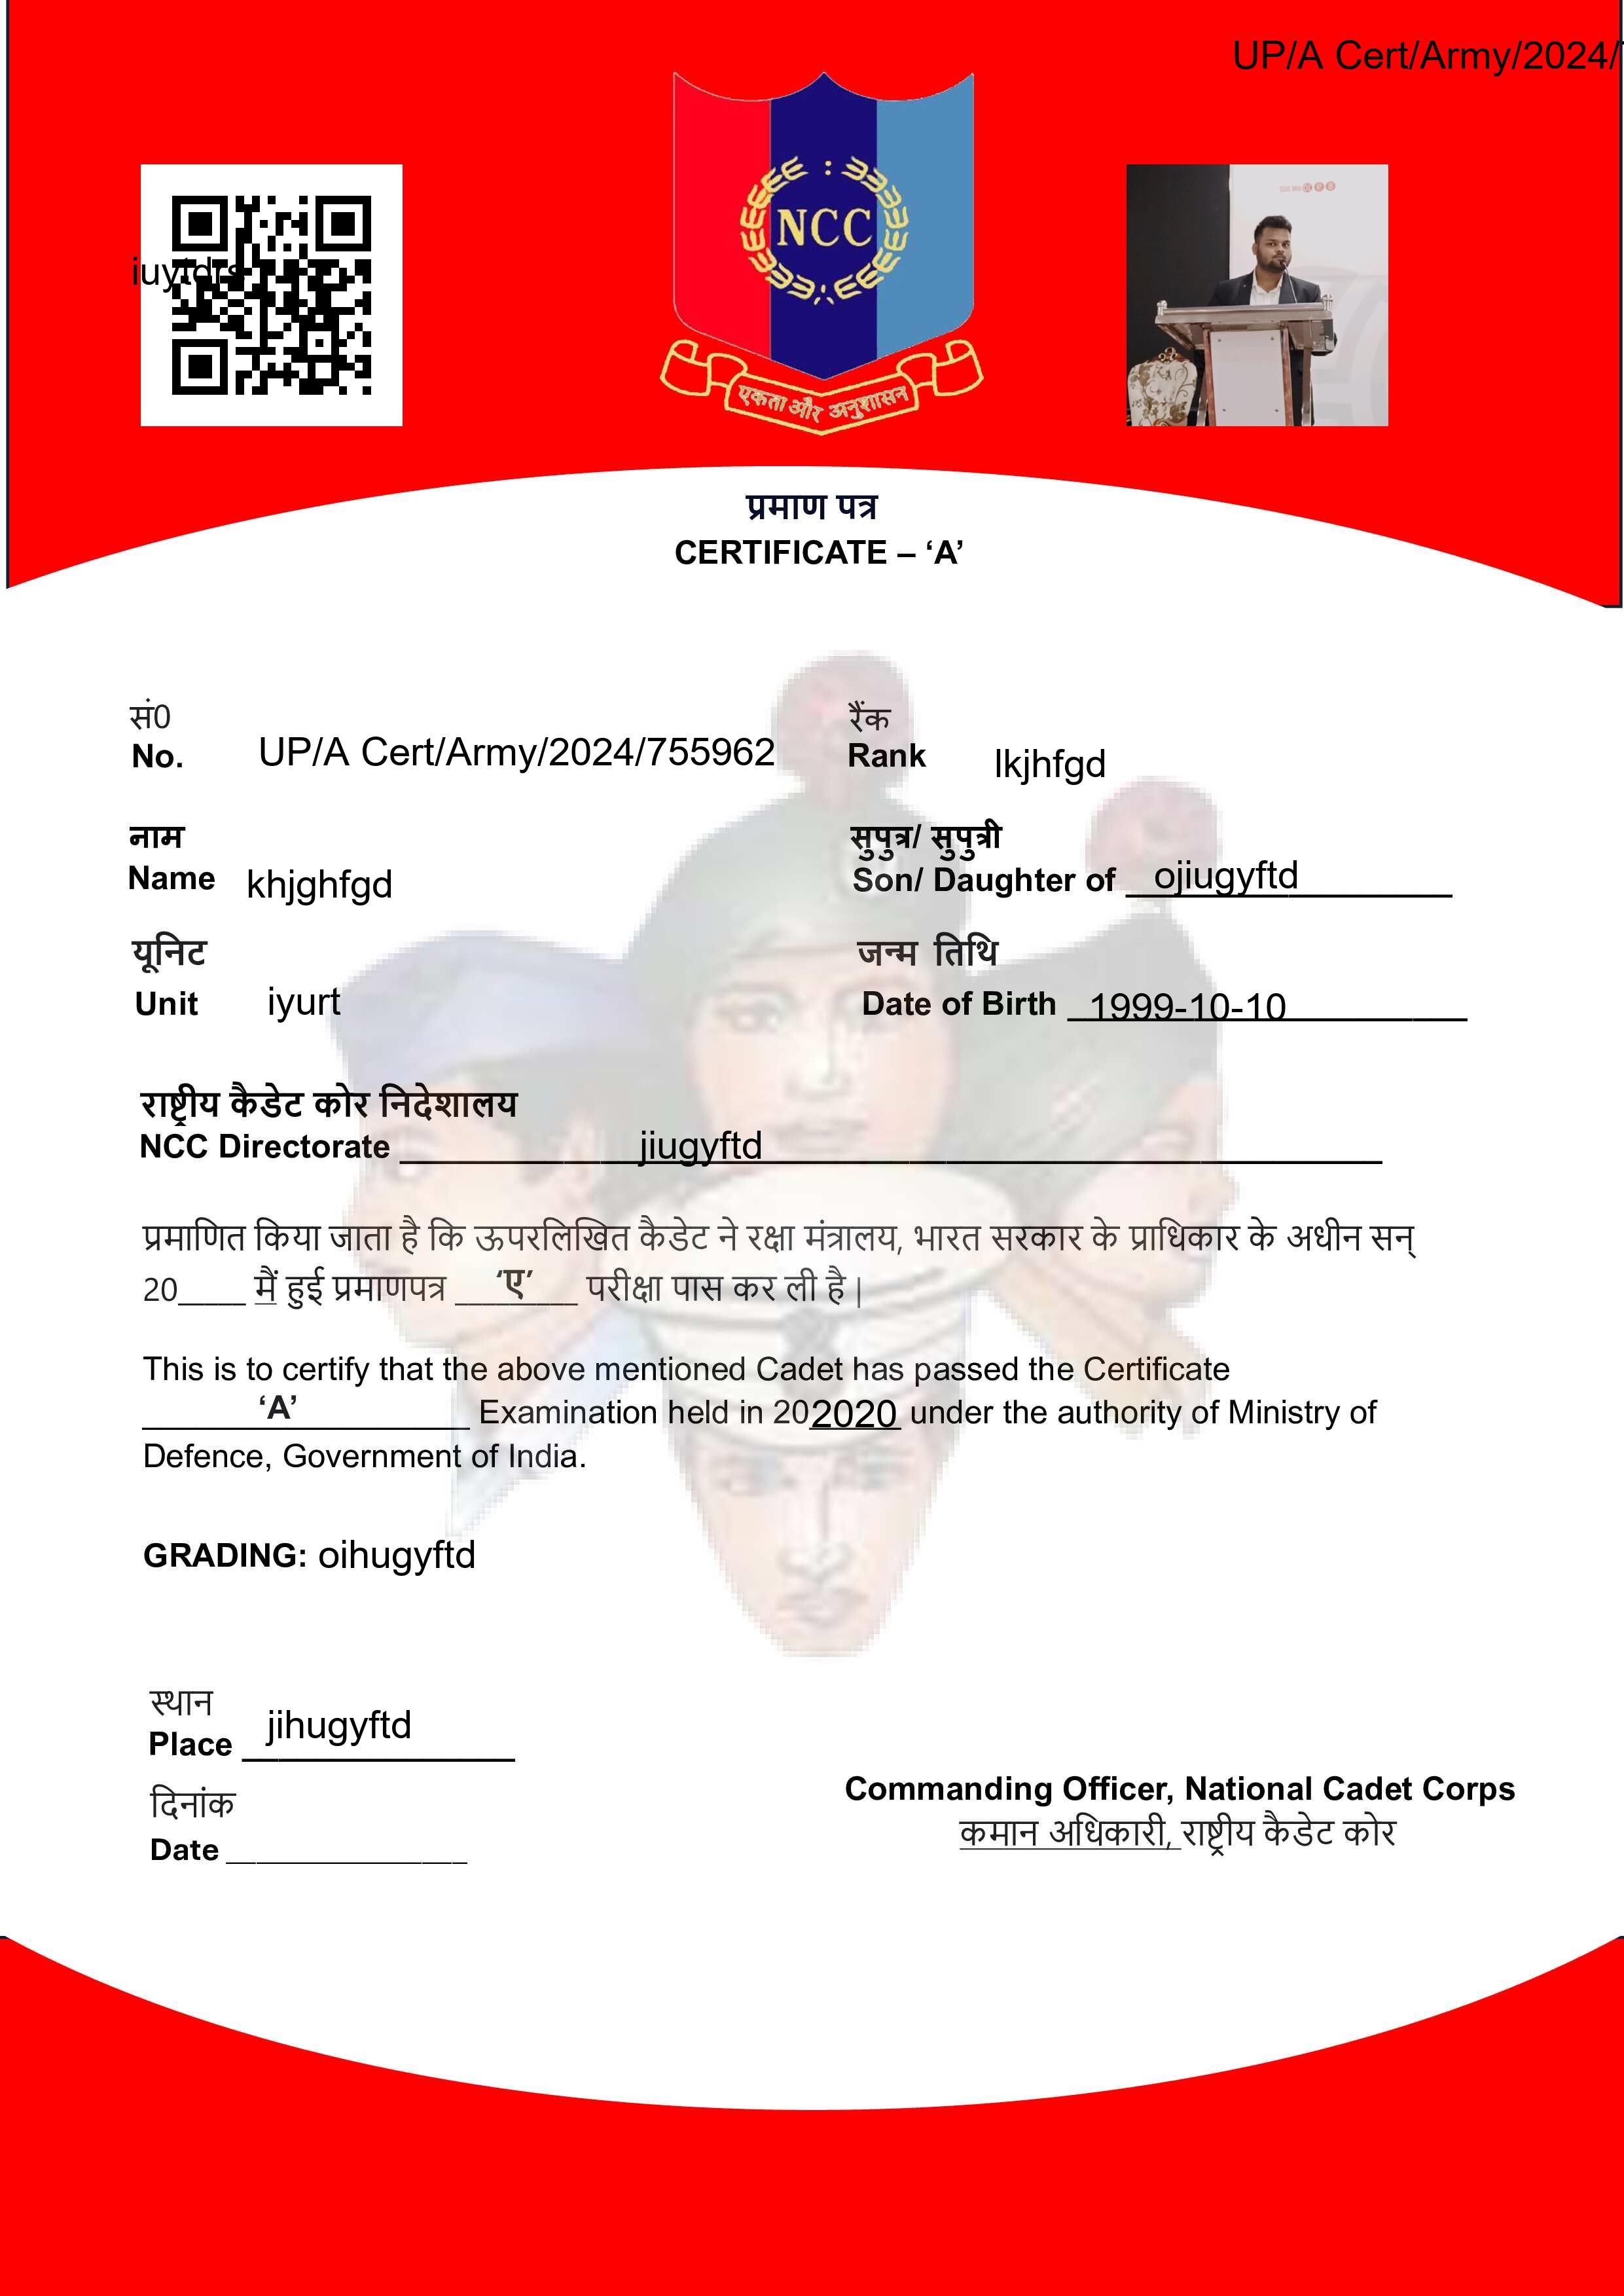 UP/A Cert/Army/2024/
iuytdrs
NCC
एकता और अनुशासन
प्रमाण पत्र
CERTIFICATE – ‘A’
सं0
No. UP/A Cert/Army/2024/755962
रैंक
Rank lkjhfgd
नाम
Name khjghfgd
सुपुत्र/ सुपुत्री
Son/ Daughter of ojiugyftd
यूनिट
Unit iyurt
जन्म तिथि
Date of Birth 1999-10-10
राष्ट्रीय कैडेट कोर निदेशालय
NCC Directorate jiugyftd
प्रमाणित किया जाता है कि ऊपरलिखित कैडेट ने रक्षा मंत्रालय, भारत सरकार के प्राधिकार के अधीन सन्
20____ मैं हुई प्रमाणपत्र ‘ए’ परीक्षा पास कर ली है |
This is to certify that the above mentioned Cadet has passed the Certificate
‘A’ Examination held in 202020 under the authority of Ministry of
Defence, Government of India.
GRADING: oihugyftd
स्थान
Place jihugyftd
दिनांक
Date ______________
Commanding Officer, National Cadet Corps
कमान अधिकारी, राष्ट्रीय कैडेट कोर